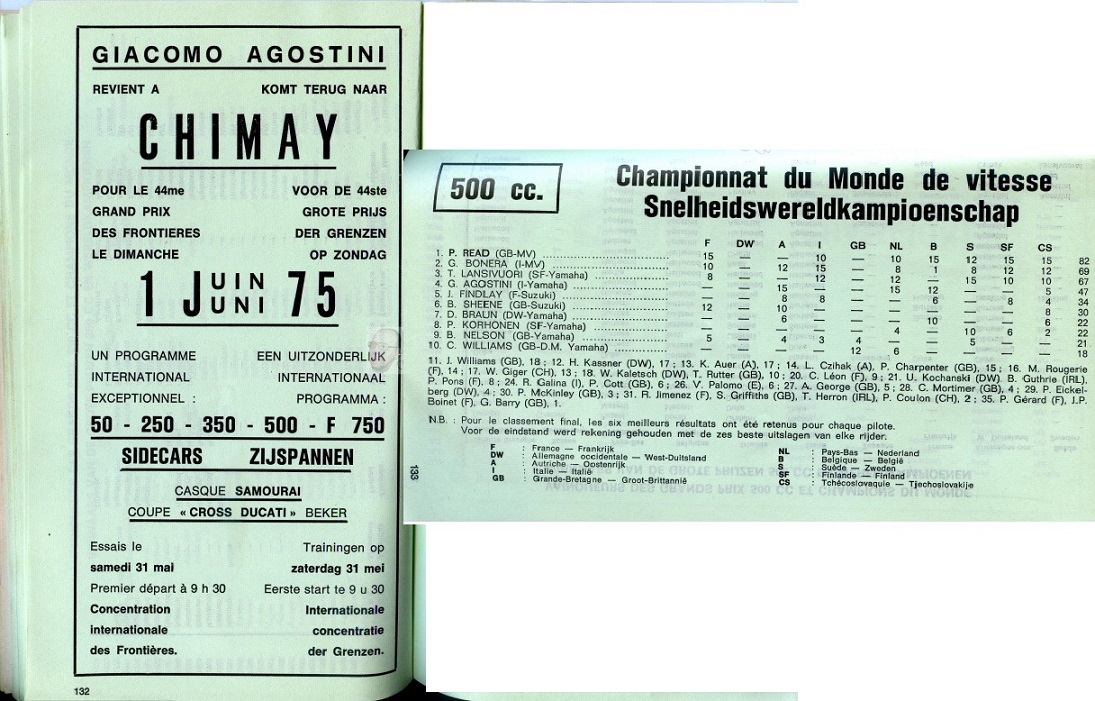 GIACOMO AGOSTINI
REVIENT A KOMT TERUG NAAR
CHIMAY
POUR LE 44me VOOR DE 44ste
GRAND PRIX GROTE PRIJS
DES FRONTIERES DER GRENZEN
LE DIMANCHE OP ZONDAG
1 JUIN JUNI 75
UN PROGRAMME EEN UITZONDERLIJK
INTERNATIONAL INTERNATIONAAL
EXCEPTIONNEL : PROGRAMMA :
50 - 250 - 350 - 500 - F 750
SIDECARS ZIJSPANNEN
CASQUE SAMOURAI
COUPE « CROSS DUCATI » BEKER
Essais le Trainingen op
samedi 31 mai zaterdag 31 mei
Premier départ à 9 h 30 Eerste start te 9 u 30
Concentration Internationale
internationale concentratie
des Frontières. der Grenzen.
132
133
500 cc.
Championnat du Monde de vitesse
Snelheidswereldkampioenschap
F DW A I GB NL B S SF CS
1. P. READ (GB-MV) 15 — — 10 — 10 15 12 15 15 82
2. G. BONERA (I-MV) 10 — 12 15 — 8 1 8 12 12 69
3. T. LANSIVUORI (SF-Yamaha) 8 — — 12 — 12 — 15 10 10 67
4. G. AGOSTINI (I-Yamaha) — — 15 — — 15 12 — — 5 47
5. J. FINDLAY (F-Suzuki) — — 8 8 — — 6 — 8 4 34
6. B. SHEENE (GB-Suzuki) 12 — 10 — — — — — — 8 30
7. D. BRAUN (DW-Yamaha) — — 6 — — — 10 — — 6 22
8. P. KORHONEN (SF-Yamaha) — — — — — 4 — 10 6 2 22
9. B. NELSON (GB-Yamaha) 5 — 4 3 4 — — 5 — — 21
10. C. WILLIAMS (GB-D.M. Yamaha) — — — — 12 6 — — — — 18
11. J. Williams (GB), 18 ; 12. H. Kassner (DW), 17 ; 13. K. Auer (A), 17 ; 14. L. Czihak (A), P. Charpenter (GB), 15 ; 16. M. Rougerie
(F), 14 ; 17. W. Giger (CH), 13 ; 18. W. Kaletsch (DW), T. Rutter (GB), 10 ; 20. C. Léon (F), 9 ; 21. U. Kochanski (DW). B. Guthrie (IRL),
P. Pons (F), 8 ; 24. R. Galina (I), P. Cott (GB), 6 ; 26. V. Palomo (E), 6 ; 27. A. George (GB), 5 ; 28. C. Mortimer (GB), 4 ; 29. P. Eickel-
berg (DW), 4 ; 30. P. McKinley (GB), 3 ; 31. R. Jimenez (F), S. Griffiths (GB), T. Herron (IRL), P. Coulon (CH), 2 ; 35. P. Gérard (F), J.P.
Boinet (F), G. Barry (GB), 1.
N.B. : Pour le classement final, les six meilleurs résultats ont été retenus pour chaque pilote.
Voor de eindstand werd rekening gehouden met de zes beste uitslagen van elke rijder.
F : France — Frankrijk
DW : Allemagne occidentale — West-Duitsland
A : Autriche — Oostenrijk
I : Italie — Italië
GB : Grande-Bretagne — Groot-Brittannië
NL : Pays-Bas — Nederland
B : Belgique — België
S : Suède — Zweden
SF : Finlande — Finland
CS : Tchécoslovaquie — Tjechoslovakije